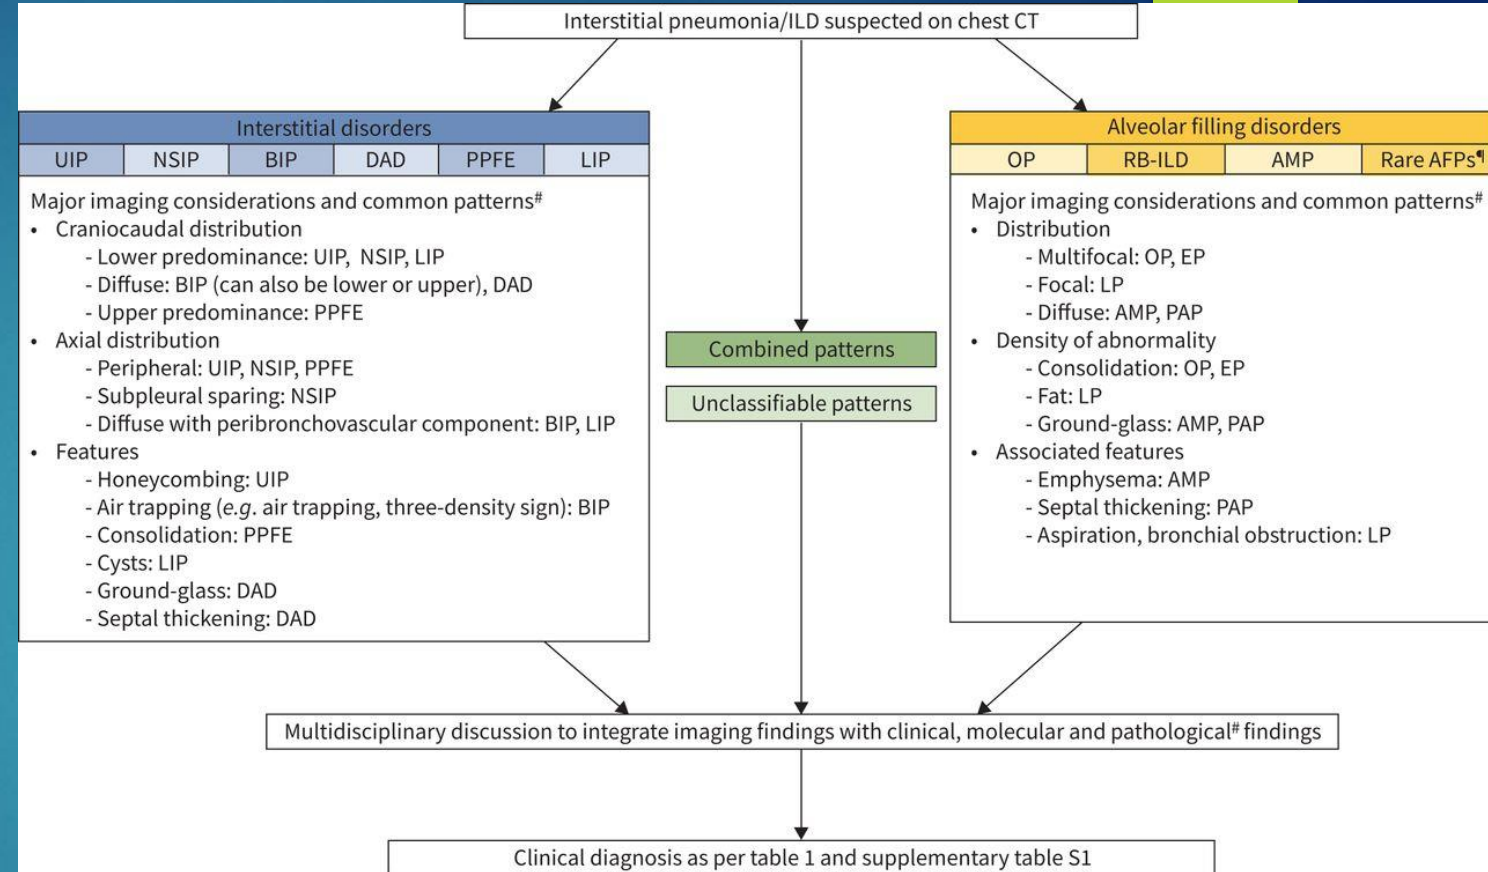 Interstitial pneumonia/ILD suspected on chest CT
Interstitial disorders
UIP NSIP BIP DAD PPFE LIP
Major imaging considerations and common patterns#
• Craniocaudal distribution
- Lower predominance: UIP, NSIP, LIP
- Diffuse: BIP (can also be lower or upper), DAD
- Upper predominance: PPFE
• Axial distribution
- Peripheral: UIP, NSIP, PPFE
- Subpleural sparing: NSIP
- Diffuse with peribronchovascular component: BIP, LIP
• Features
- Honeycombing: UIP
- Air trapping (e.g. air trapping, three-density sign): BIP
- Consolidation: PPFE
- Cysts: LIP
- Ground-glass: DAD
- Septal thickening: DAD
Combined patterns
Unclassifiable patterns
Alveolar filling disorders
OP RB-ILD AMP Rare AFPs¶
Major imaging considerations and common patterns#
• Distribution
- Multifocal: OP, EP
- Focal: LP
- Diffuse: AMP, PAP
• Density of abnormality
- Consolidation: OP, EP
- Fat: LP
- Ground-glass: AMP, PAP
• Associated features
- Emphysema: AMP
- Septal thickening: PAP
- Aspiration, bronchial obstruction: LP
Multidisciplinary discussion to integrate imaging findings with clinical, molecular and pathological# findings
Clinical diagnosis as per table 1 and supplementary table S1